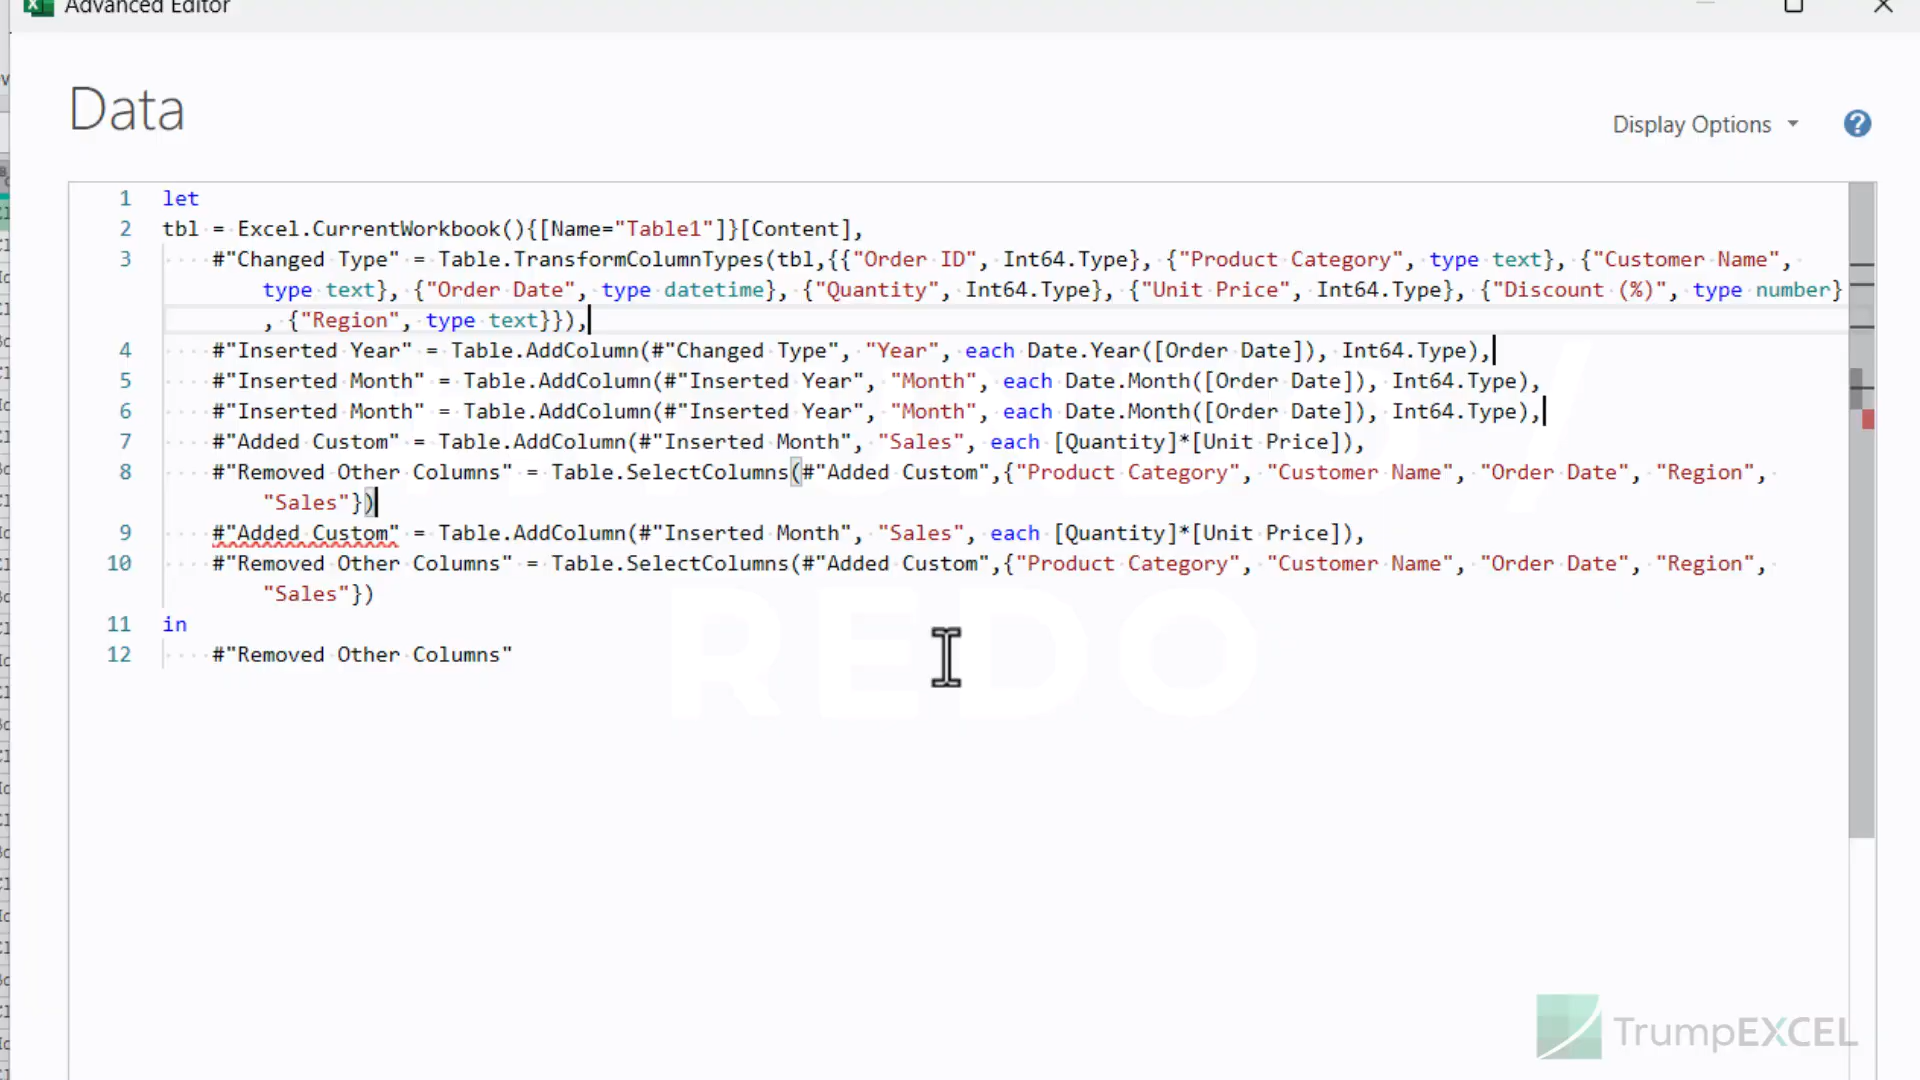 Advanced Editor
Data
Display Options
?
1 let
2 tbl = Excel.CurrentWorkbook(){[Name="Table1"]}[Content],
3 #"Changed Type" = Table.TransformColumnTypes(tbl,{{"Order ID", Int64.Type}, {"Product Category", type text}, {"Customer Name",
type text}, {"Order Date", type datetime}, {"Quantity", Int64.Type}, {"Unit Price", Int64.Type}, {"Discount (%)", type number}
, {"Region", type text}}),
4 #"Inserted Year" = Table.AddColumn(#"Changed Type", "Year", each Date.Year([Order Date]), Int64.Type),
5 #"Inserted Month" = Table.AddColumn(#"Inserted Year", "Month", each Date.Month([Order Date]), Int64.Type),
6 #"Inserted Month" = Table.AddColumn(#"Inserted Year", "Month", each Date.Month([Order Date]), Int64.Type),
7 #"Added Custom" = Table.AddColumn(#"Inserted Month", "Sales", each [Quantity]*[Unit Price]),
8 #"Removed Other Columns" = Table.SelectColumns(#"Added Custom",{"Product Category", "Customer Name", "Order Date", "Region",
"Sales"})
9 #"Added Custom" = Table.AddColumn(#"Inserted Month", "Sales", each [Quantity]*[Unit Price]),
10 #"Removed Other Columns" = Table.SelectColumns(#"Added Custom",{"Product Category", "Customer Name", "Order Date", "Region",
"Sales"})
11 in
12 #"Removed Other Columns"
REDO
TrumpEXCEL